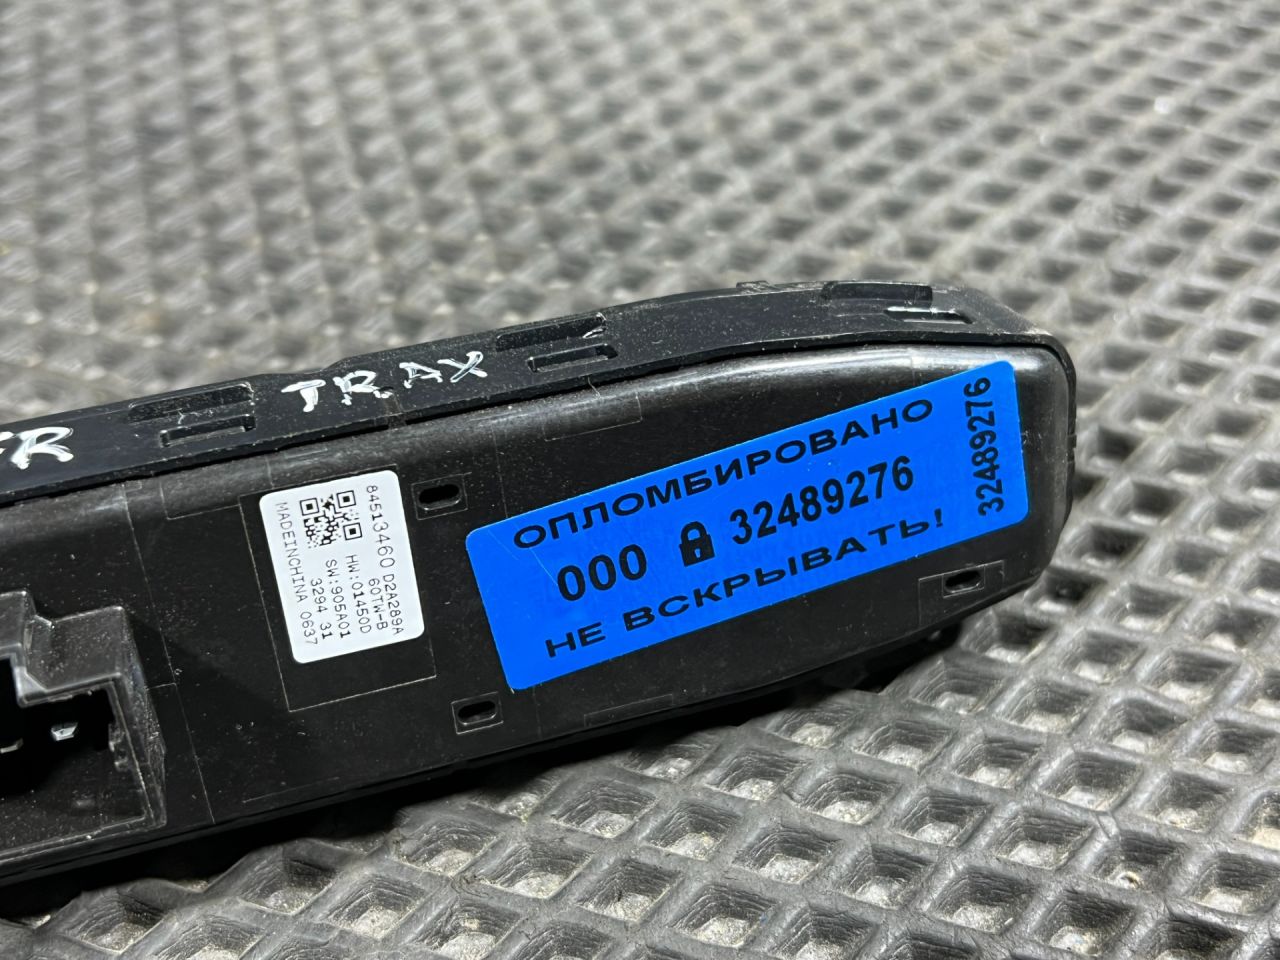 TRAX
84513460 D2A289A
60TW-B
HW:01450D
SW:905A01
3294 31
MADEINCHINA 0637
ОПЛОМБИРОВАНО
000 32489276
НЕ ВСКРЫВАТЬ!
32489276